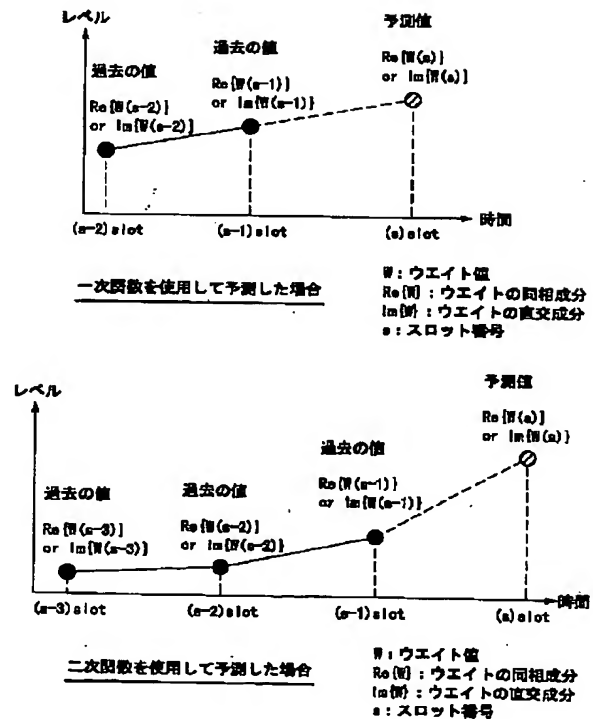 レベル
予測値
Re{W(s)}
or Im{W(s)}
過去の値
Re{W(s-1)}
or Im{W(s-1)}
過去の値
Re{W(s-2)}
or Im{W(s-2)}
時間
(s-2)slot
(s-1)slot
(s)slot
一次関数を使用して予測した場合
W:ウエイト値
Re{W}:ウエイトの同相成分
Im{W}:ウエイトの直交成分
s:スロット番号
レベル
予測値
Re{W(s)}
or Im{W(s)}
過去の値
Re{W(s-1)}
or Im{W(s-1)}
過去の値
Re{W(s-2)}
or Im{W(s-2)}
過去の値
Re{W(s-3)}
or Im{W(s-3)}
時間
(s-3)slot
(s-2)slot
(s-1)slot
(s)slot
二次関数を使用して予測した場合
W:ウエイト値
Re{W}:ウエイトの同相成分
Im{W}:ウエイトの直交成分
s:スロット番号